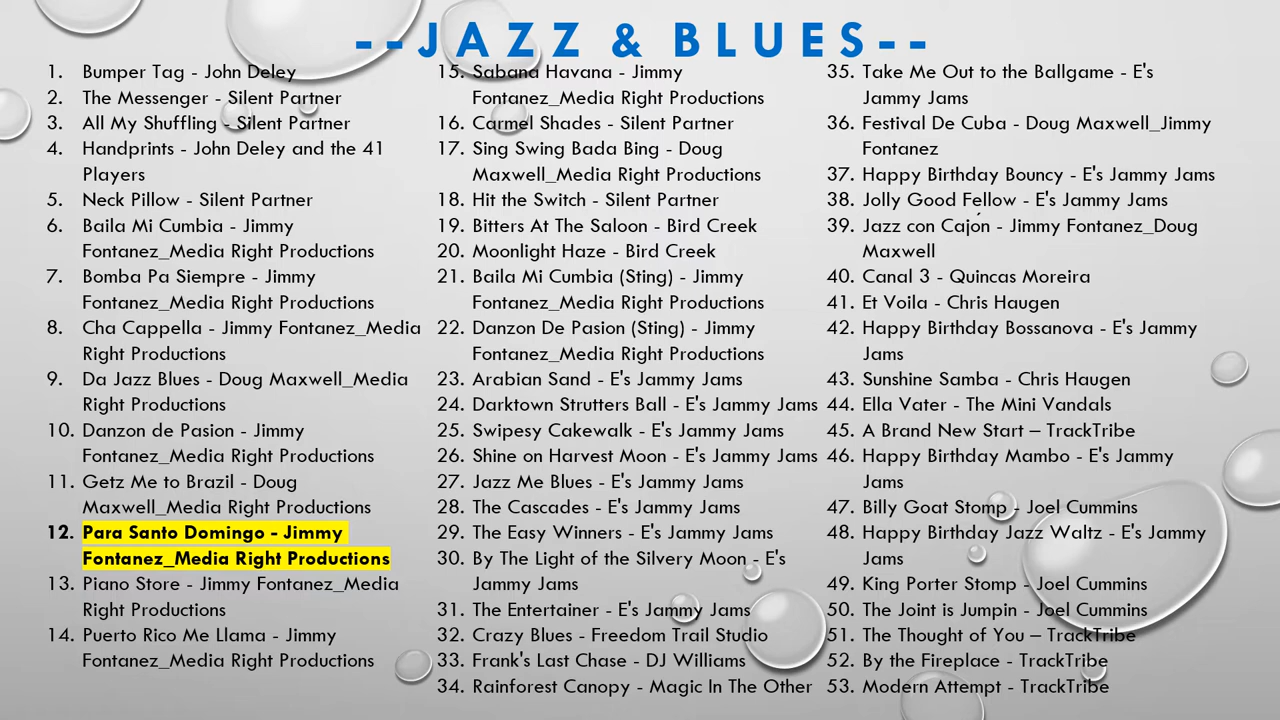 --JAZZ & BLUES--
1. Bumper Tag - John Deley
2. The Messenger - Silent Partner
3. All My Shuffling - Silent Partner
4. Handprints - John Deley and the 41
Players
5. Neck Pillow - Silent Partner
6. Baila Mi Cumbia - Jimmy
Fontanez_Media Right Productions
7. Bomba Pa Siempre - Jimmy
Fontanez_Media Right Productions
8. Cha Cappella - Jimmy Fontanez_Media
Right Productions
9. Da Jazz Blues - Doug Maxwell_Media
Right Productions
10. Danzon de Pasion - Jimmy
Fontanez_Media Right Productions
11. Getz Me to Brazil - Doug
Maxwell_Media Right Productions
12. Para Santo Domingo - Jimmy
Fontanez_Media Right Productions
13. Piano Store - Jimmy Fontanez_Media
Right Productions
14. Puerto Rico Me Llama - Jimmy
Fontanez_Media Right Productions
15. Sabana Havana - Jimmy
Fontanez_Media Right Productions
16. Carmel Shades - Silent Partner
17. Sing Swing Bada Bing - Doug
Maxwell_Media Right Productions
18. Hit the Switch - Silent Partner
19. Bitters At The Saloon - Bird Creek
20. Moonlight Haze - Bird Creek
21. Baila Mi Cumbia (Sting) - Jimmy
Fontanez_Media Right Productions
22. Danzon De Pasion (Sting) - Jimmy
Fontanez_Media Right Productions
23. Arabian Sand - E's Jammy Jams
24. Darktown Strutters Ball - E's Jammy Jams
25. Swipesy Cakewalk - E's Jammy Jams
26. Shine on Harvest Moon - E's Jammy Jams
27. Jazz Me Blues - E's Jammy Jams
28. The Cascades - E's Jammy Jams
29. The Easy Winners - E's Jammy Jams
30. By The Light of the Silvery Moon - E's
Jammy Jams
31. The Entertainer - E's Jammy Jams
32. Crazy Blues - Freedom Trail Studio
33. Frank's Last Chase - DJ Williams
34. Rainforest Canopy - Magic In The Other
35. Take Me Out to the Ballgame - E's
Jammy Jams
36. Festival De Cuba - Doug Maxwell_Jimmy
Fontanez
37. Happy Birthday Bouncy - E's Jammy Jams
38. Jolly Good Fellow - E's Jammy Jams
39. Jazz con Cajón - Jimmy Fontanez_Doug
Maxwell
40. Canal 3 - Quincas Moreira
41. Et Voila - Chris Haugen
42. Happy Birthday Bossanova - E's Jammy
Jams
43. Sunshine Samba - Chris Haugen
44. Ella Vater - The Mini Vandals
45. A Brand New Start – TrackTribe
46. Happy Birthday Mambo - E's Jammy
Jams
47. Billy Goat Stomp - Joel Cummins
48. Happy Birthday Jazz Waltz - E's Jammy
Jams
49. King Porter Stomp - Joel Cummins
50. The Joint is Jumpin - Joel Cummins
51. The Thought of You – TrackTribe
52. By the Fireplace - TrackTribe
53. Modern Attempt - TrackTribe